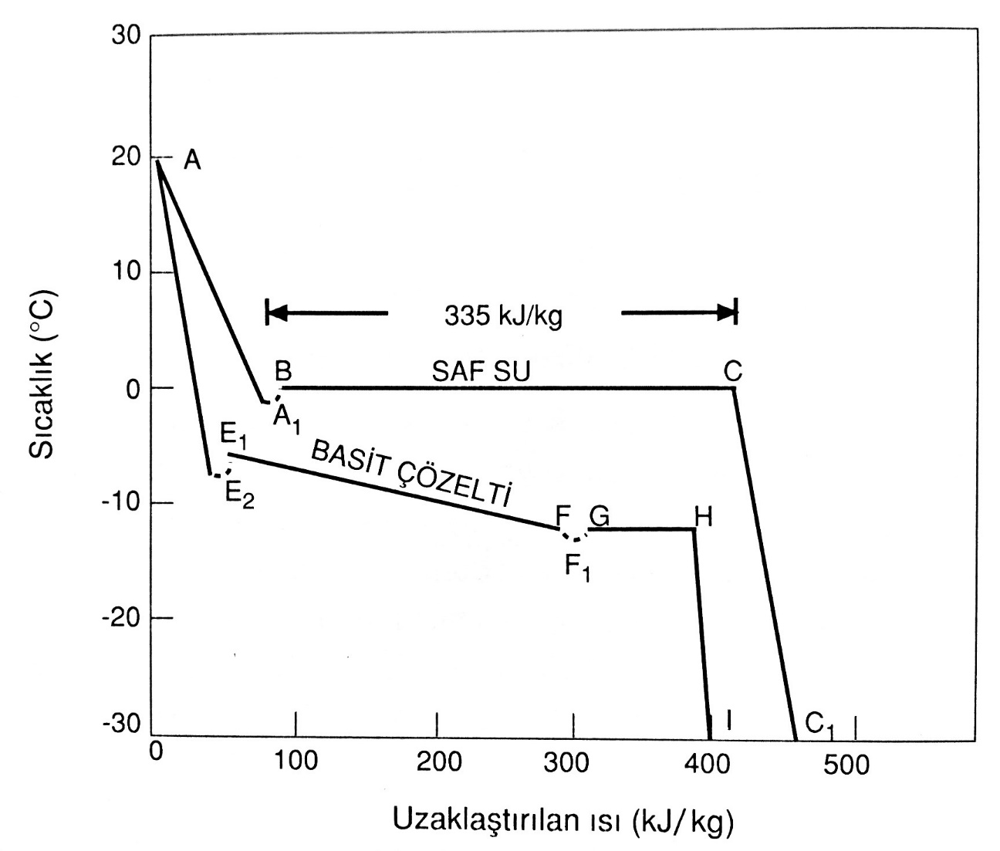 30
20
A
10
Sıcaklık (°C)
335 kJ/kg
B
SAF SU
C
0
A1
E1
BASİT ÇÖZELTİ
E2
-10
F
G
H
F1
-20
-30
I
C1
0
100
200
300
400
500
Uzaklaştırılan ısı (kJ/kg)